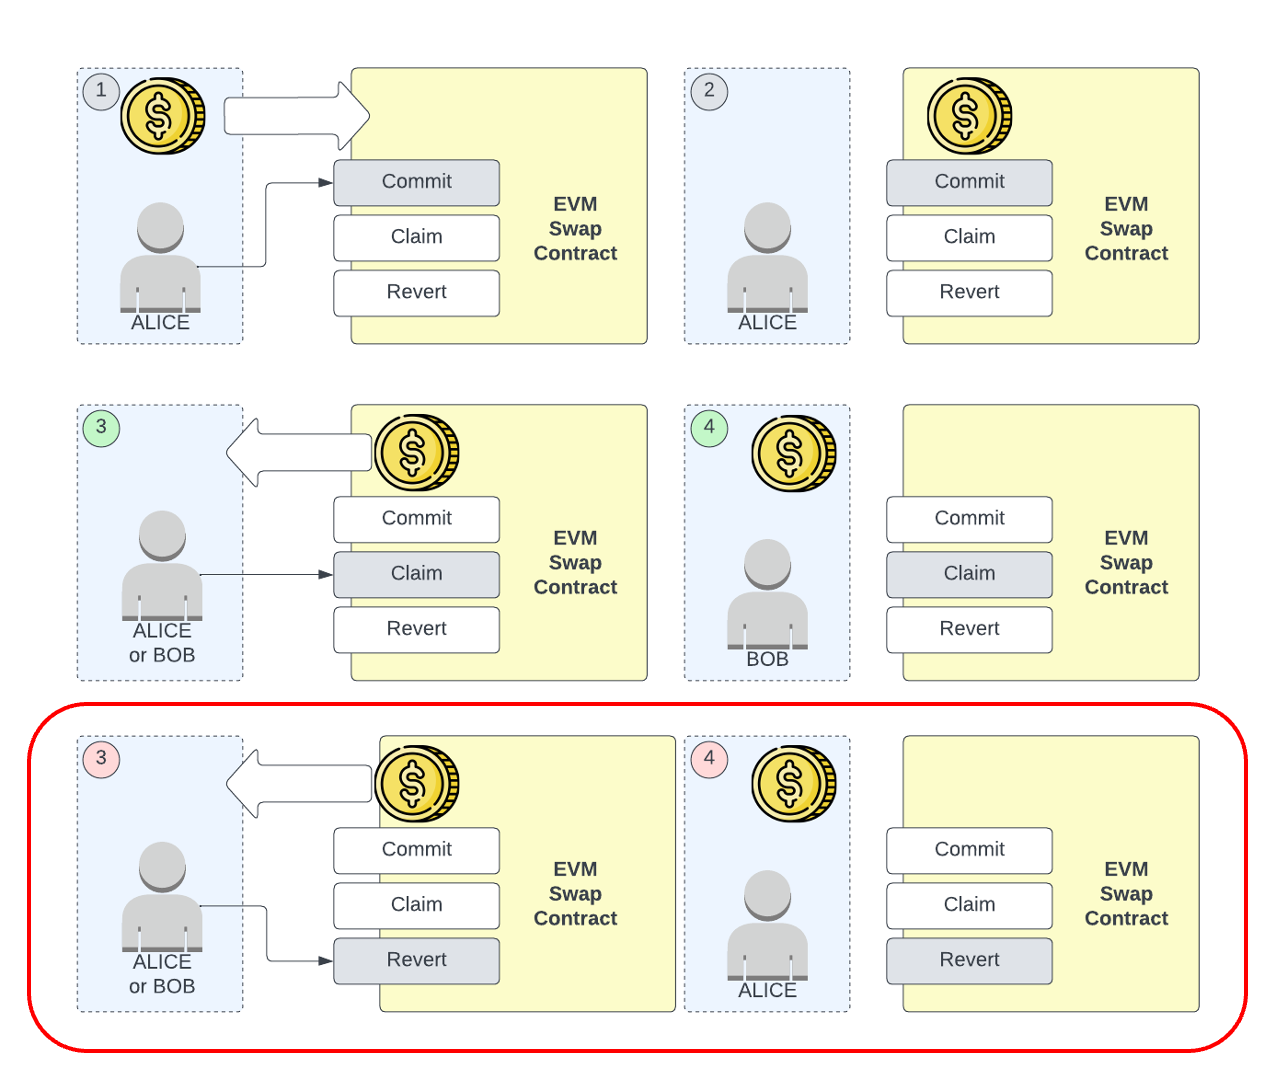 1
$
Commit
Claim
Revert
EVM
Swap
Contract
ALICE
2
$
Commit
Claim
Revert
EVM
Swap
Contract
ALICE
3
$
Commit
Claim
Revert
EVM
Swap
Contract
ALICE
or BOB
4
$
Commit
Claim
Revert
EVM
Swap
Contract
BOB
3
$
Commit
Claim
Revert
EVM
Swap
Contract
ALICE
or BOB
4
$
Commit
Claim
Revert
EVM
Swap
Contract
ALICE